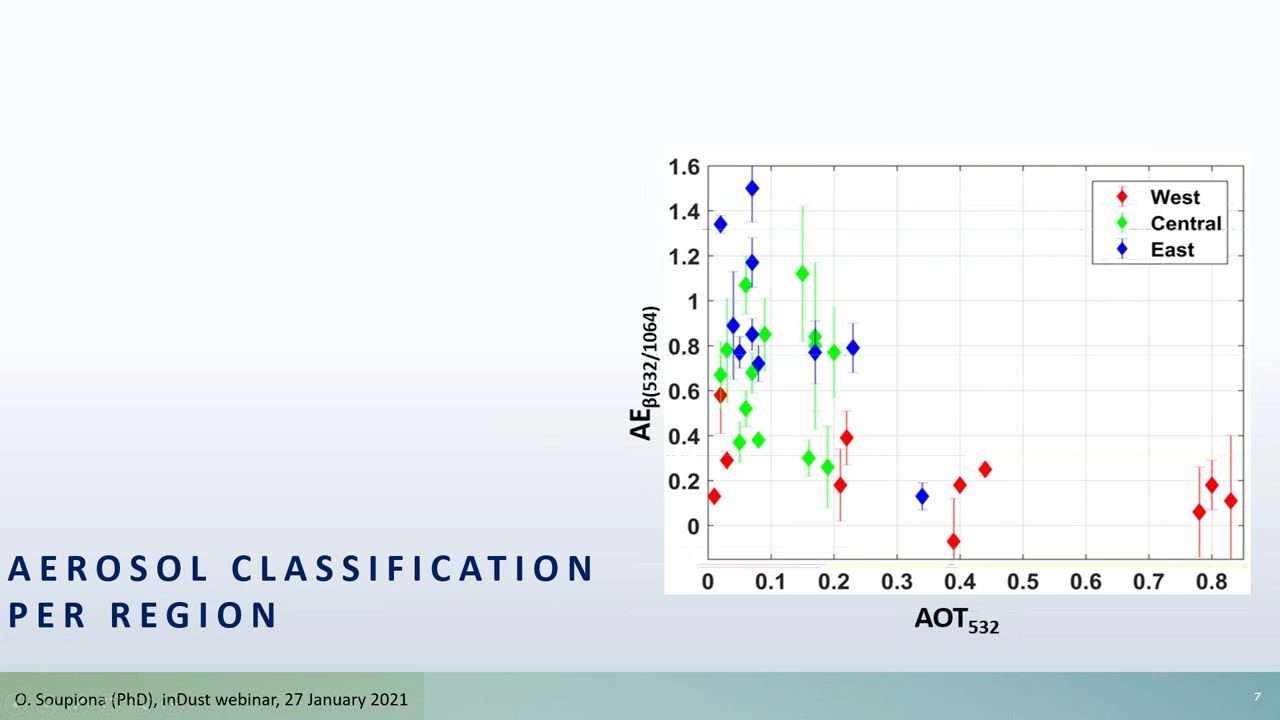 1.6
1.4
1.2
1
0.8
0.6
0.4
0.2
0
AEβ(532/1064)
West
Central
East
0 0.1 0.2 0.3 0.4 0.5 0.6 0.7 0.8
AOT532
AEROSOL CLASSIFICATION
PER REGION
O. Soupiona (PhD), inDust webinar, 27 January 2021
7